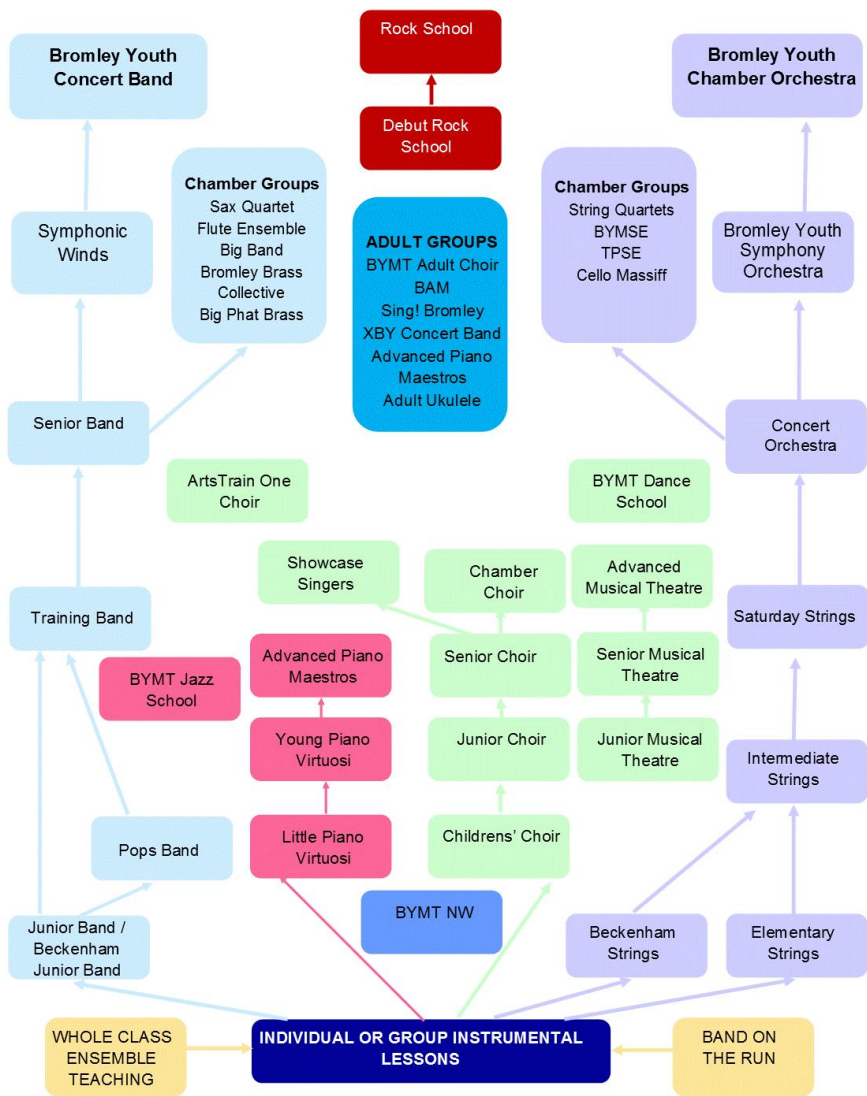 Rock School
Bromley Youth
Concert Band
Bromley Youth
Chamber Orchestra
Debut Rock
School
Chamber Groups
Sax Quartet
Flute Ensemble
Big Band
Bromley Brass
Collective
Big Phat Brass
Chamber Groups
String Quartets
BYMSE
TPSE
Cello Massiff
Symphonic
Winds
ADULT GROUPS
BYMT Adult Choir
BAM
Sing! Bromley
XBY Concert Band
Advanced Piano
Maestros
Adult Ukulele
Bromley Youth
Symphony
Orchestra
Senior Band
Concert
Orchestra
ArtsTrain One
Choir
BYMT Dance
School
Showcase
Singers
Chamber
Choir
Advanced
Musical Theatre
Training Band
Saturday Strings
Advanced Piano
Maestros
Senior Choir
Senior Musical
Theatre
BYMT Jazz
School
Young Piano
Virtuosi
Junior Choir
Junior Musical
Theatre
Intermediate
Strings
Pops Band
Little Piano
Virtuosi
Childrens' Choir
BYMT NW
Junior Band /
Beckenham
Junior Band
Beckenham
Strings
Elementary
Strings
WHOLE CLASS
ENSEMBLE
TEACHING
INDIVIDUAL OR GROUP INSTRUMENTAL
LESSONS
BAND ON
THE RUN